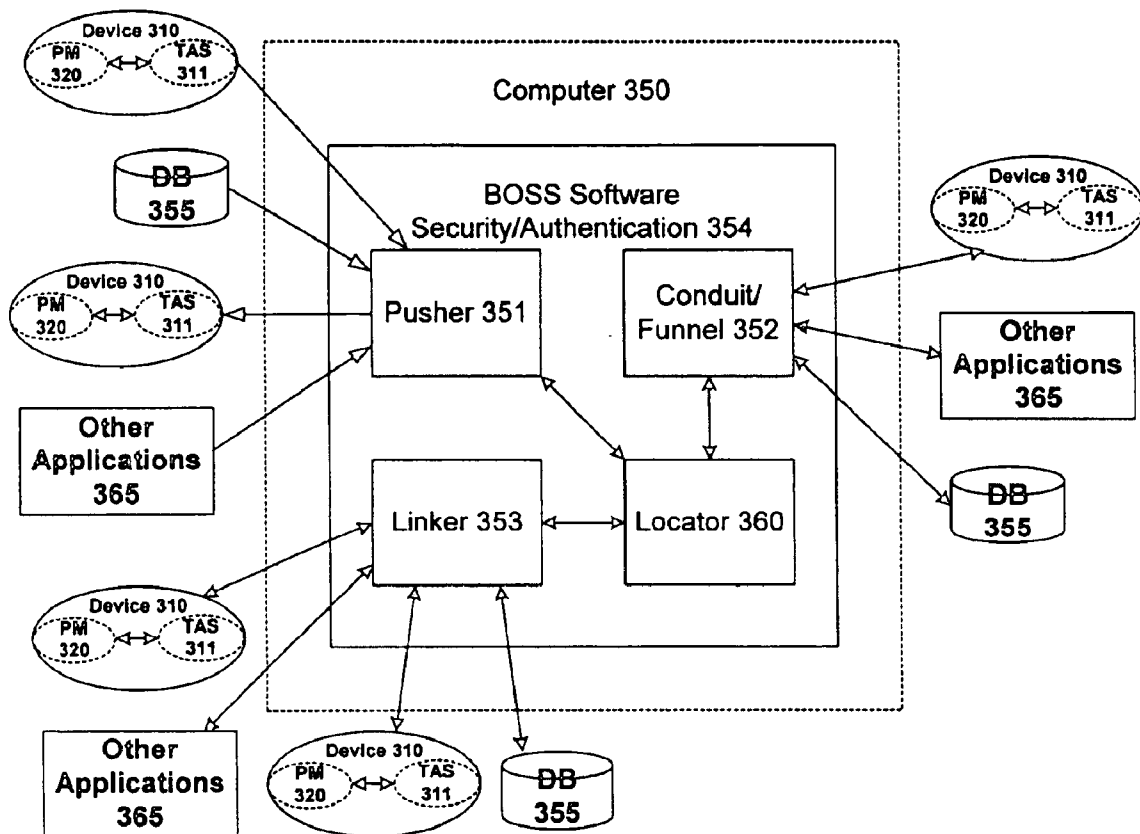 Device 310
PM
320
TAS
311
Computer 350
DB
355
BOSS Software
Security/Authentication 354
Device 310
PM
320
TAS
311
Device 310
PM
320
TAS
311
Pusher 351
Conduit/
Funnel 352
Other
Applications
365
Other
Applications
365
Linker 353
Locator 360
DB
355
Device 310
PM
320
TAS
311
Other
Applications
365
Device 310
PM
320
TAS
311
DB
355